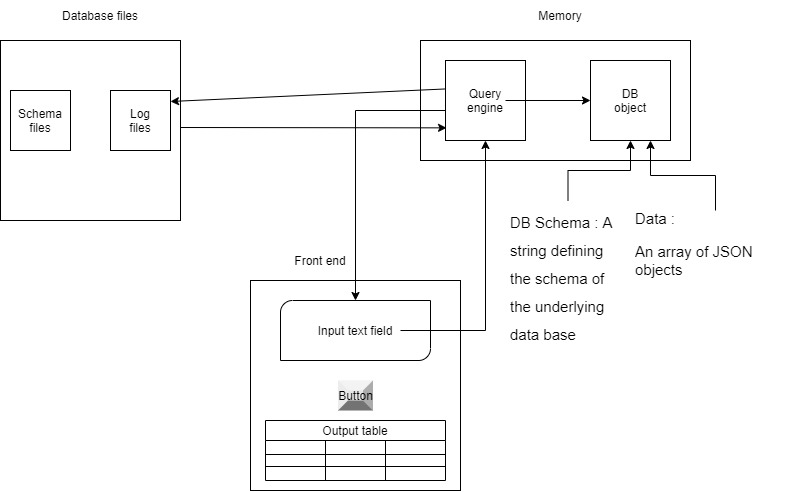 Database files
Memory
Schema
files
Log
files
Query
engine
DB
object
DB Schema : A
string defining
the schema of
the underlying
data base
Data :
An array of JSON
objects
Front end
Input text field
Button
Output table